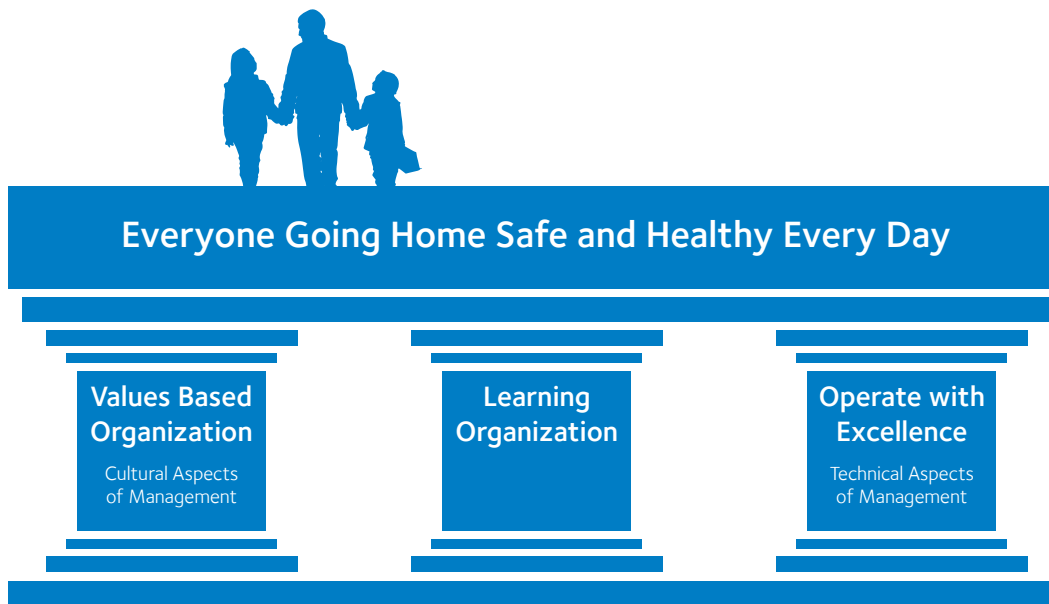 Everyone Going Home Safe and Healthy Every Day
Values Based
Organization
Cultural Aspects
of Management
Learning
Organization
Operate with
Excellence
Technical Aspects
of Management